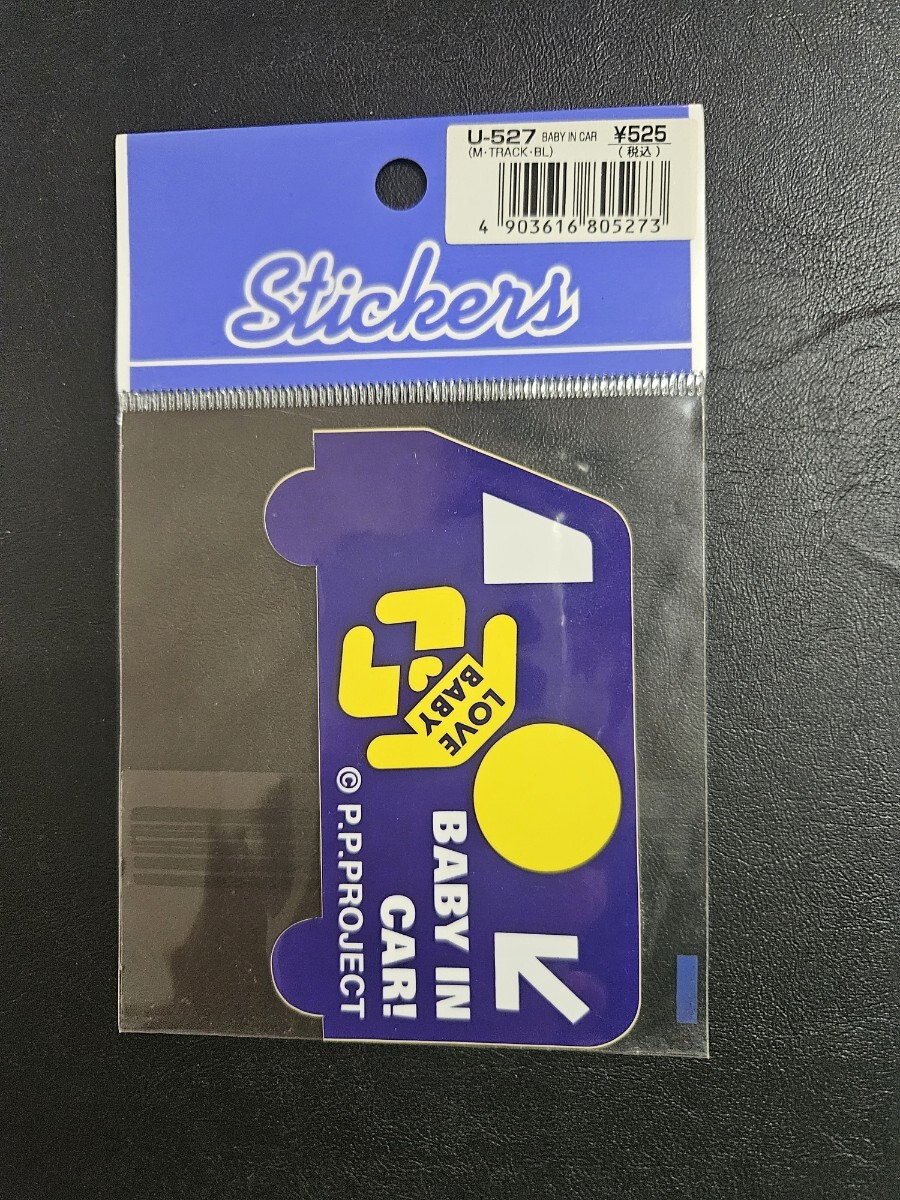 U-527 BABY IN CAR ¥525
(M・TRACK・BL) (税込)
4 903616 805273
Stickers
LOVE
BABY
BABY IN
CAR!
© P.P.PROJECT